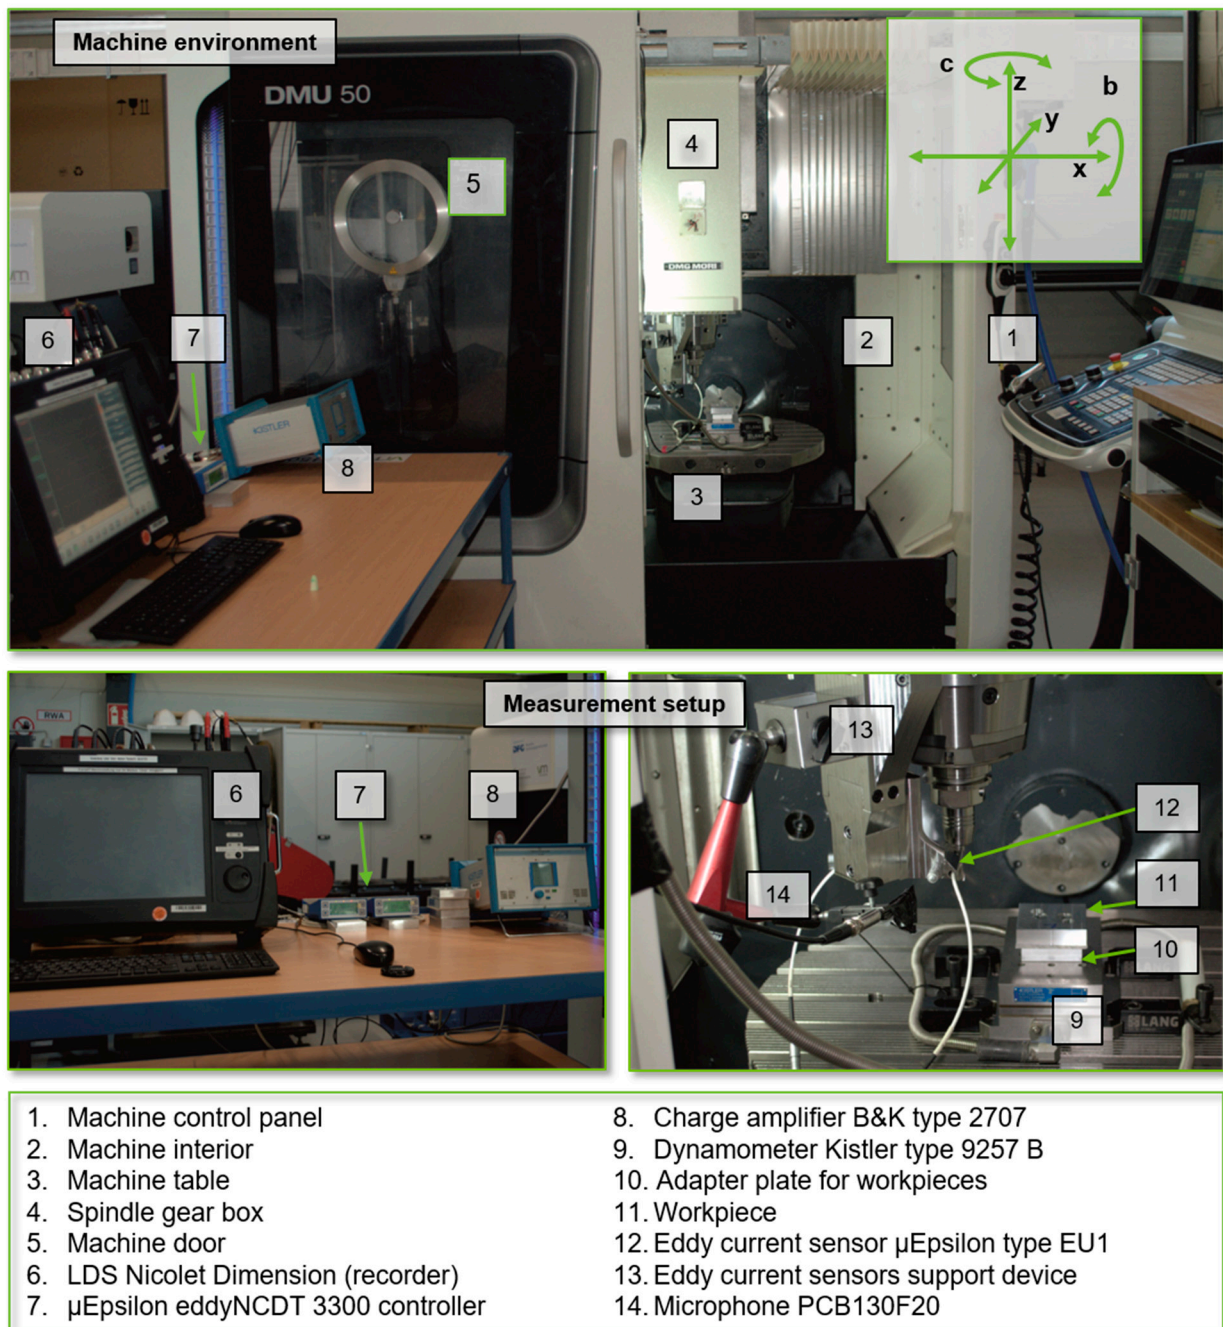 Machine environment
DMU 50
c
z
b
y
x
4
5
DMG MORI
6
7
2
1
KISTLER
8
3
Measurement setup
RWA
13
6
7
8
12
11
14
10
KISTLER
9
LANG
1. Machine control panel
2. Machine interior
3. Machine table
4. Spindle gear box
5. Machine door
6. LDS Nicolet Dimension (recorder)
7. µEpsilon eddyNCDT 3300 controller
8. Charge amplifier B&K type 2707
9. Dynamometer Kistler type 9257 B
10. Adapter plate for workpieces
11. Workpiece
12. Eddy current sensor µEpsilon type EU1
13. Eddy current sensors support device
14. Microphone PCB130F20